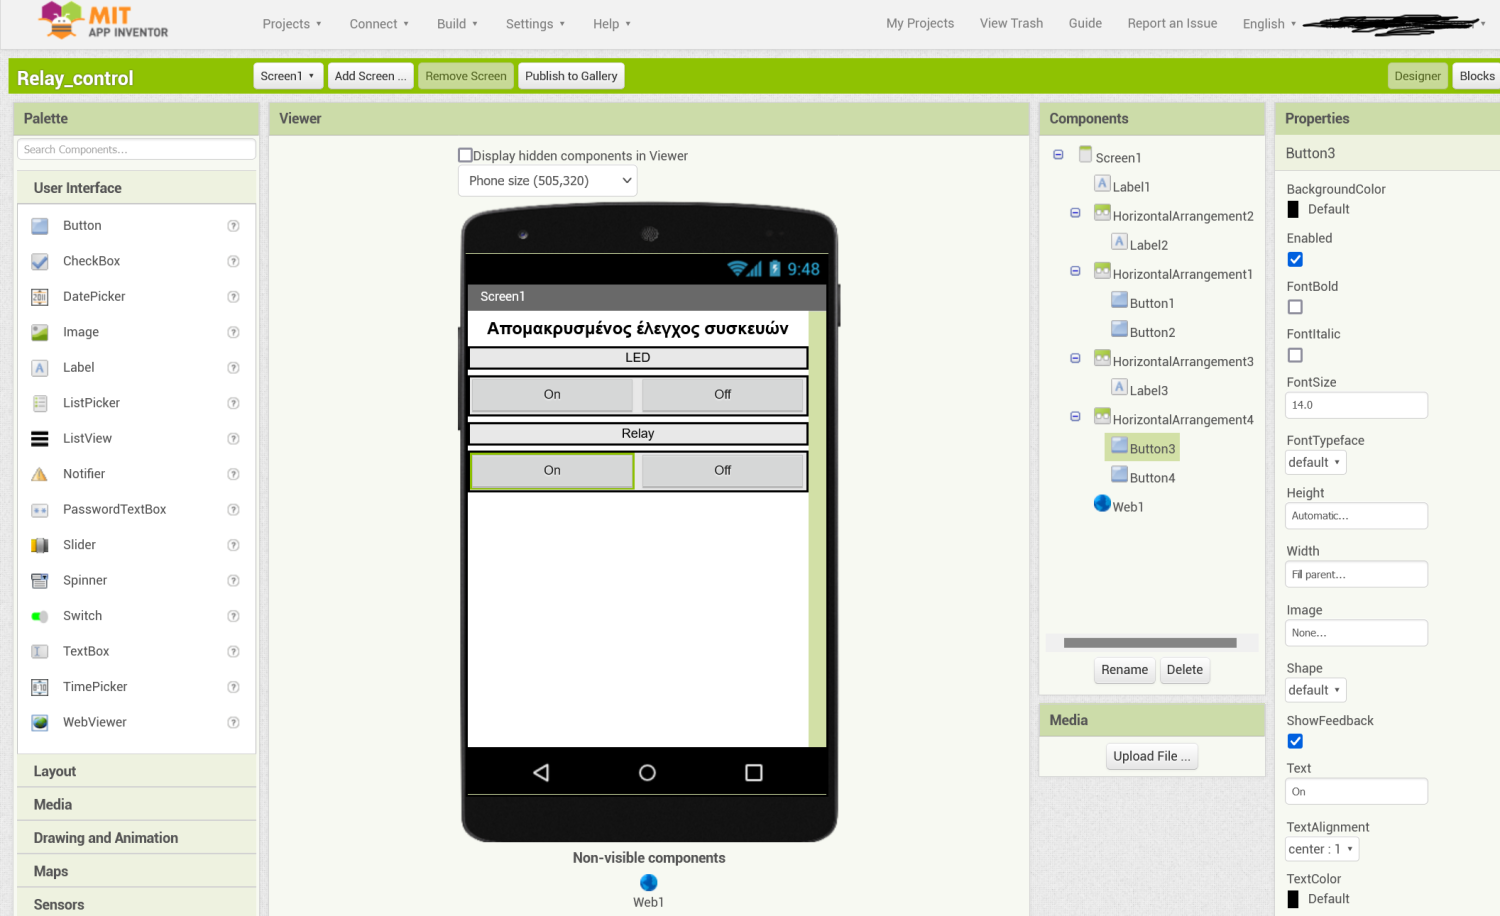 MIT
APP INVENTOR
Projects Connect Build Settings Help My Projects View Trash Guide Report an Issue English
Relay_control Screen1 Add Screen ... Remove Screen Publish to Gallery Designer Blocks
Palette
Search Components...
User Interface
Button
CheckBox
DatePicker
Image
Label
ListPicker
ListView
Notifier
PasswordTextBox
Slider
Spinner
Switch
TextBox
TimePicker
WebViewer
Layout
Media
Drawing and Animation
Maps
Sensors
Viewer
Display hidden components in Viewer
Phone size (505,320)
9:48
Screen1
Απομακρυσμένος έλεγχος συσκευών
LED
On Off
Relay
On Off
Non-visible components
Web1
Components
Screen1
Label1
HorizontalArrangement2
Label2
HorizontalArrangement1
Button1
Button2
HorizontalArrangement3
Label3
HorizontalArrangement4
Button3
Button4
Web1
Rename Delete
Media
Upload File ...
Properties
Button3
BackgroundColor
Default
Enabled
FontBold
FontItalic
FontSize
14.0
FontTypeface
default
Height
Automatic...
Width
Fill parent...
Image
None...
Shape
default
ShowFeedback
Text
On
TextAlignment
center : 1
TextColor
Default